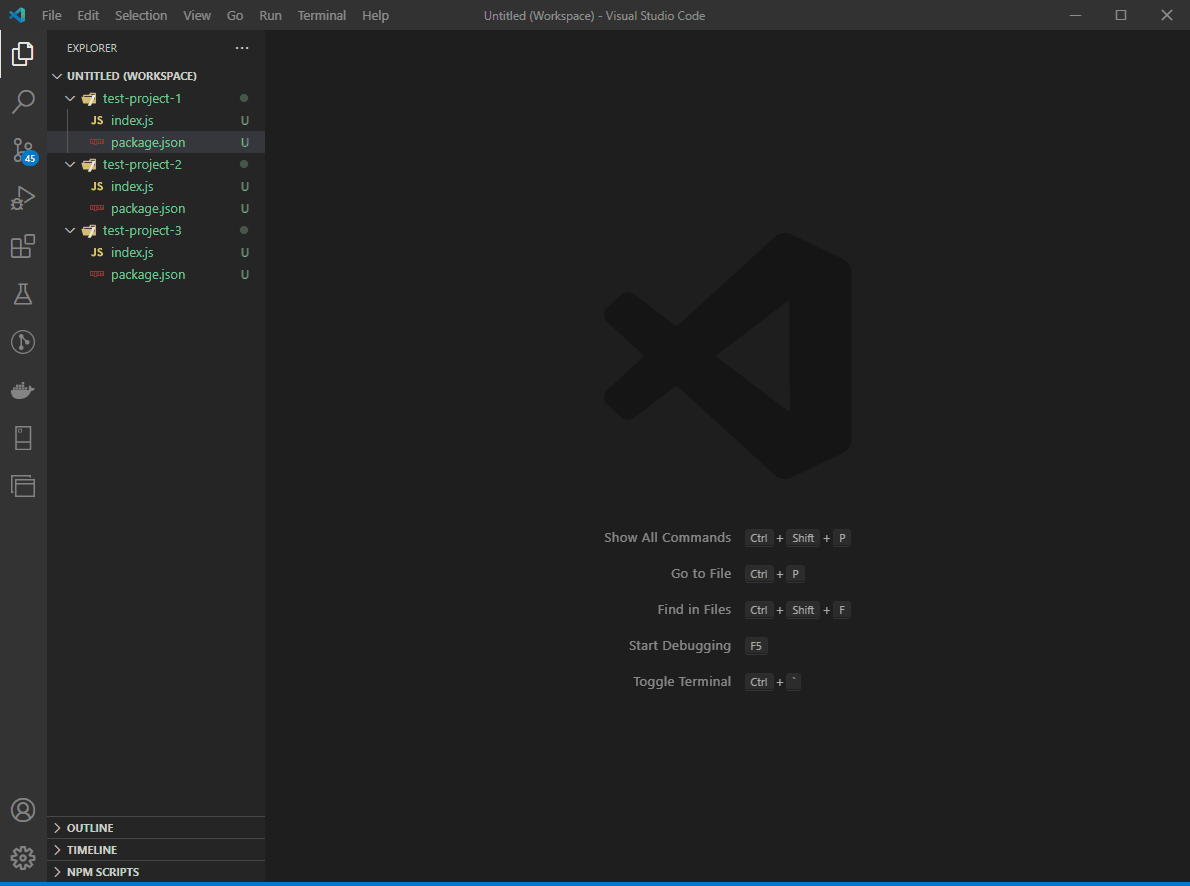 File Edit Selection View Go Run Terminal Help Untitled (Workspace) - Visual Studio Code
EXPLORER
UNTITLED (WORKSPACE)
test-project-1
JS index.js U
package.json U
test-project-2
JS index.js U
package.json U
test-project-3
JS index.js U
package.json U
45
Show All Commands Ctrl + Shift + P
Go to File Ctrl + P
Find in Files Ctrl + Shift + F
Start Debugging F5
Toggle Terminal Ctrl + `
OUTLINE
TIMELINE
NPM SCRIPTS